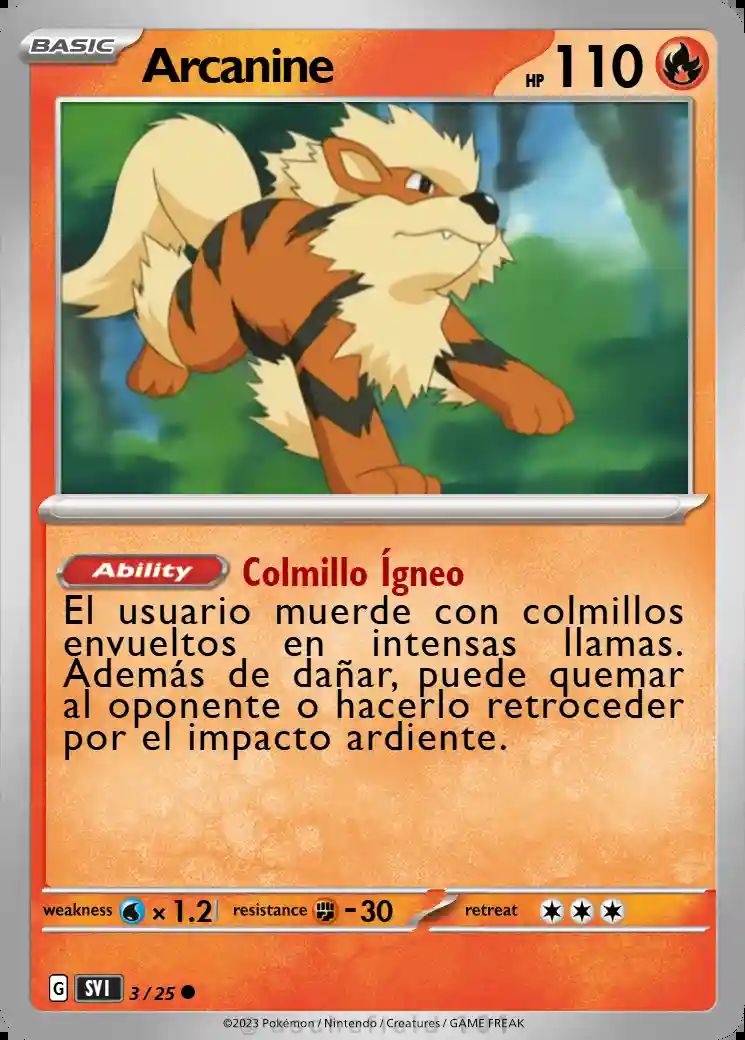 BASIC Arcanine HP 110
Ability Colmillo Ígneo
El usuario muerde con colmillos
envueltos en intensas llamas.
Además de dañar, puede quemar
al oponente o hacerlo retroceder
por el impacto ardiente.
weakness × 1.2 resistance -30 retreat
G SVI 3 / 25
©2023 Pokémon / Nintendo / Creatures / GAME FREAK